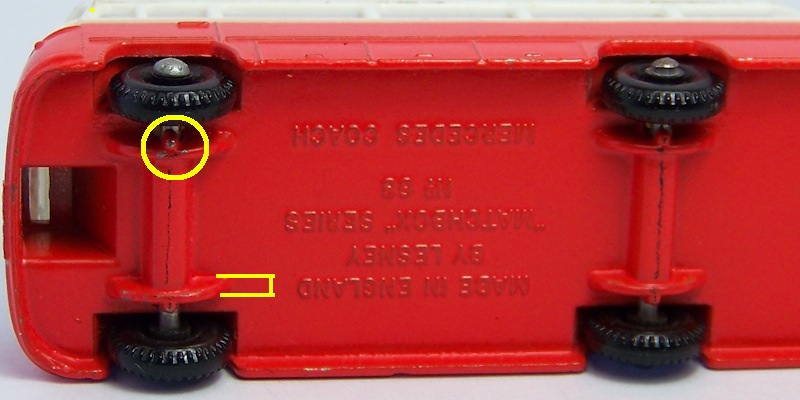 MADE IN ENGLAND
BY LESNEY
"MATCHBOX" SERIES
Nº 68
MERCEDES COACH